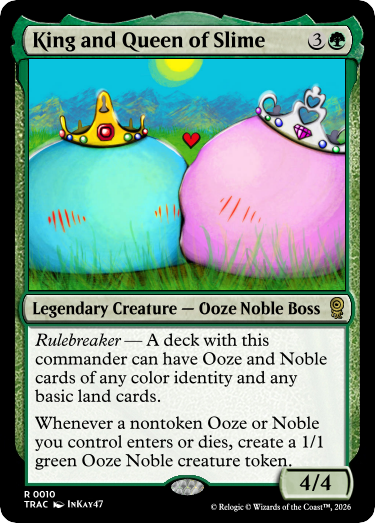 King and Queen of Slime 3
Legendary Creature — Ooze Noble Boss
Rulebreaker — A deck with this
commander can have Ooze and Noble
cards of any color identity and any
basic land cards.
Whenever a nontoken Ooze or Noble
you control enters or dies, create a 1/1
green Ooze Noble creature token.
4/4
R 0010
TRAC InKay47
© Relogic © Wizards of the Coast™, 2026